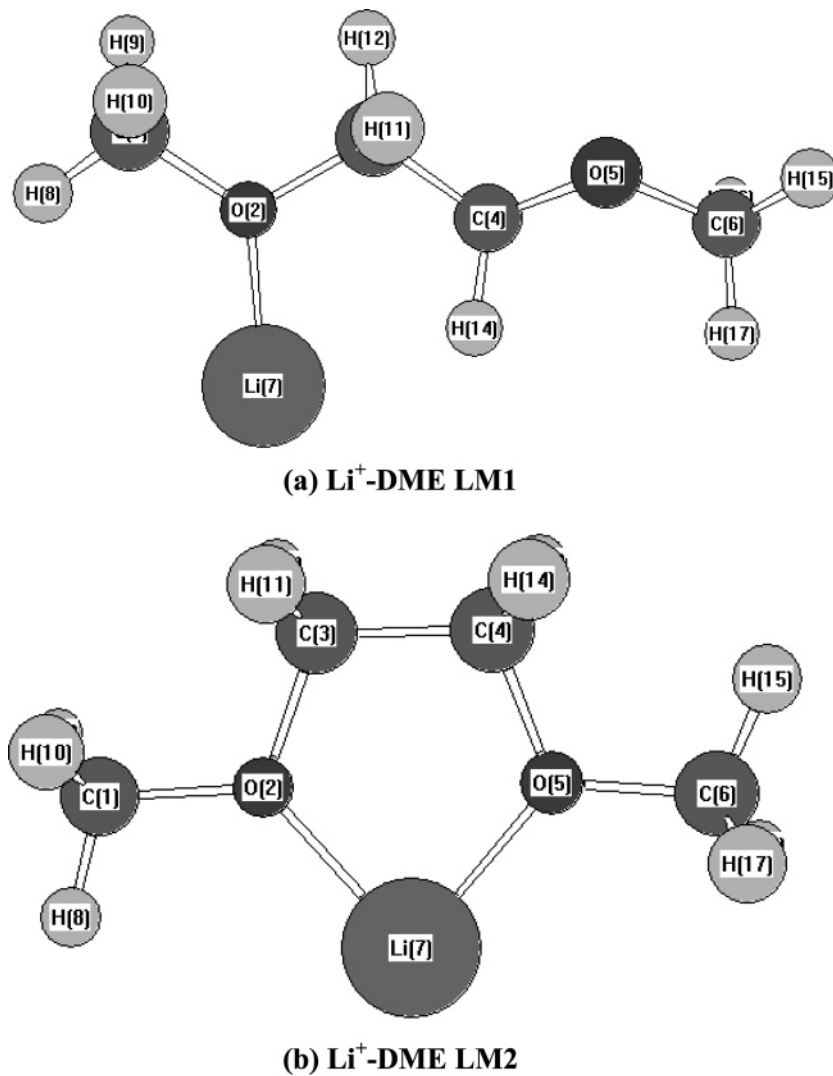 H(9)
H(12)
H(10)
H(11)
H(8)
O(2)
C(4)
O(5)
H(15)
C(6)
H(14)
H(17)
Li(7)
(a) Li⁺-DME LM1
H(11)
H(14)
C(3)
C(4)
H(15)
H(10)
C(1)
O(2)
O(5)
C(6)
H(17)
H(8)
Li(7)
(b) Li⁺-DME LM2